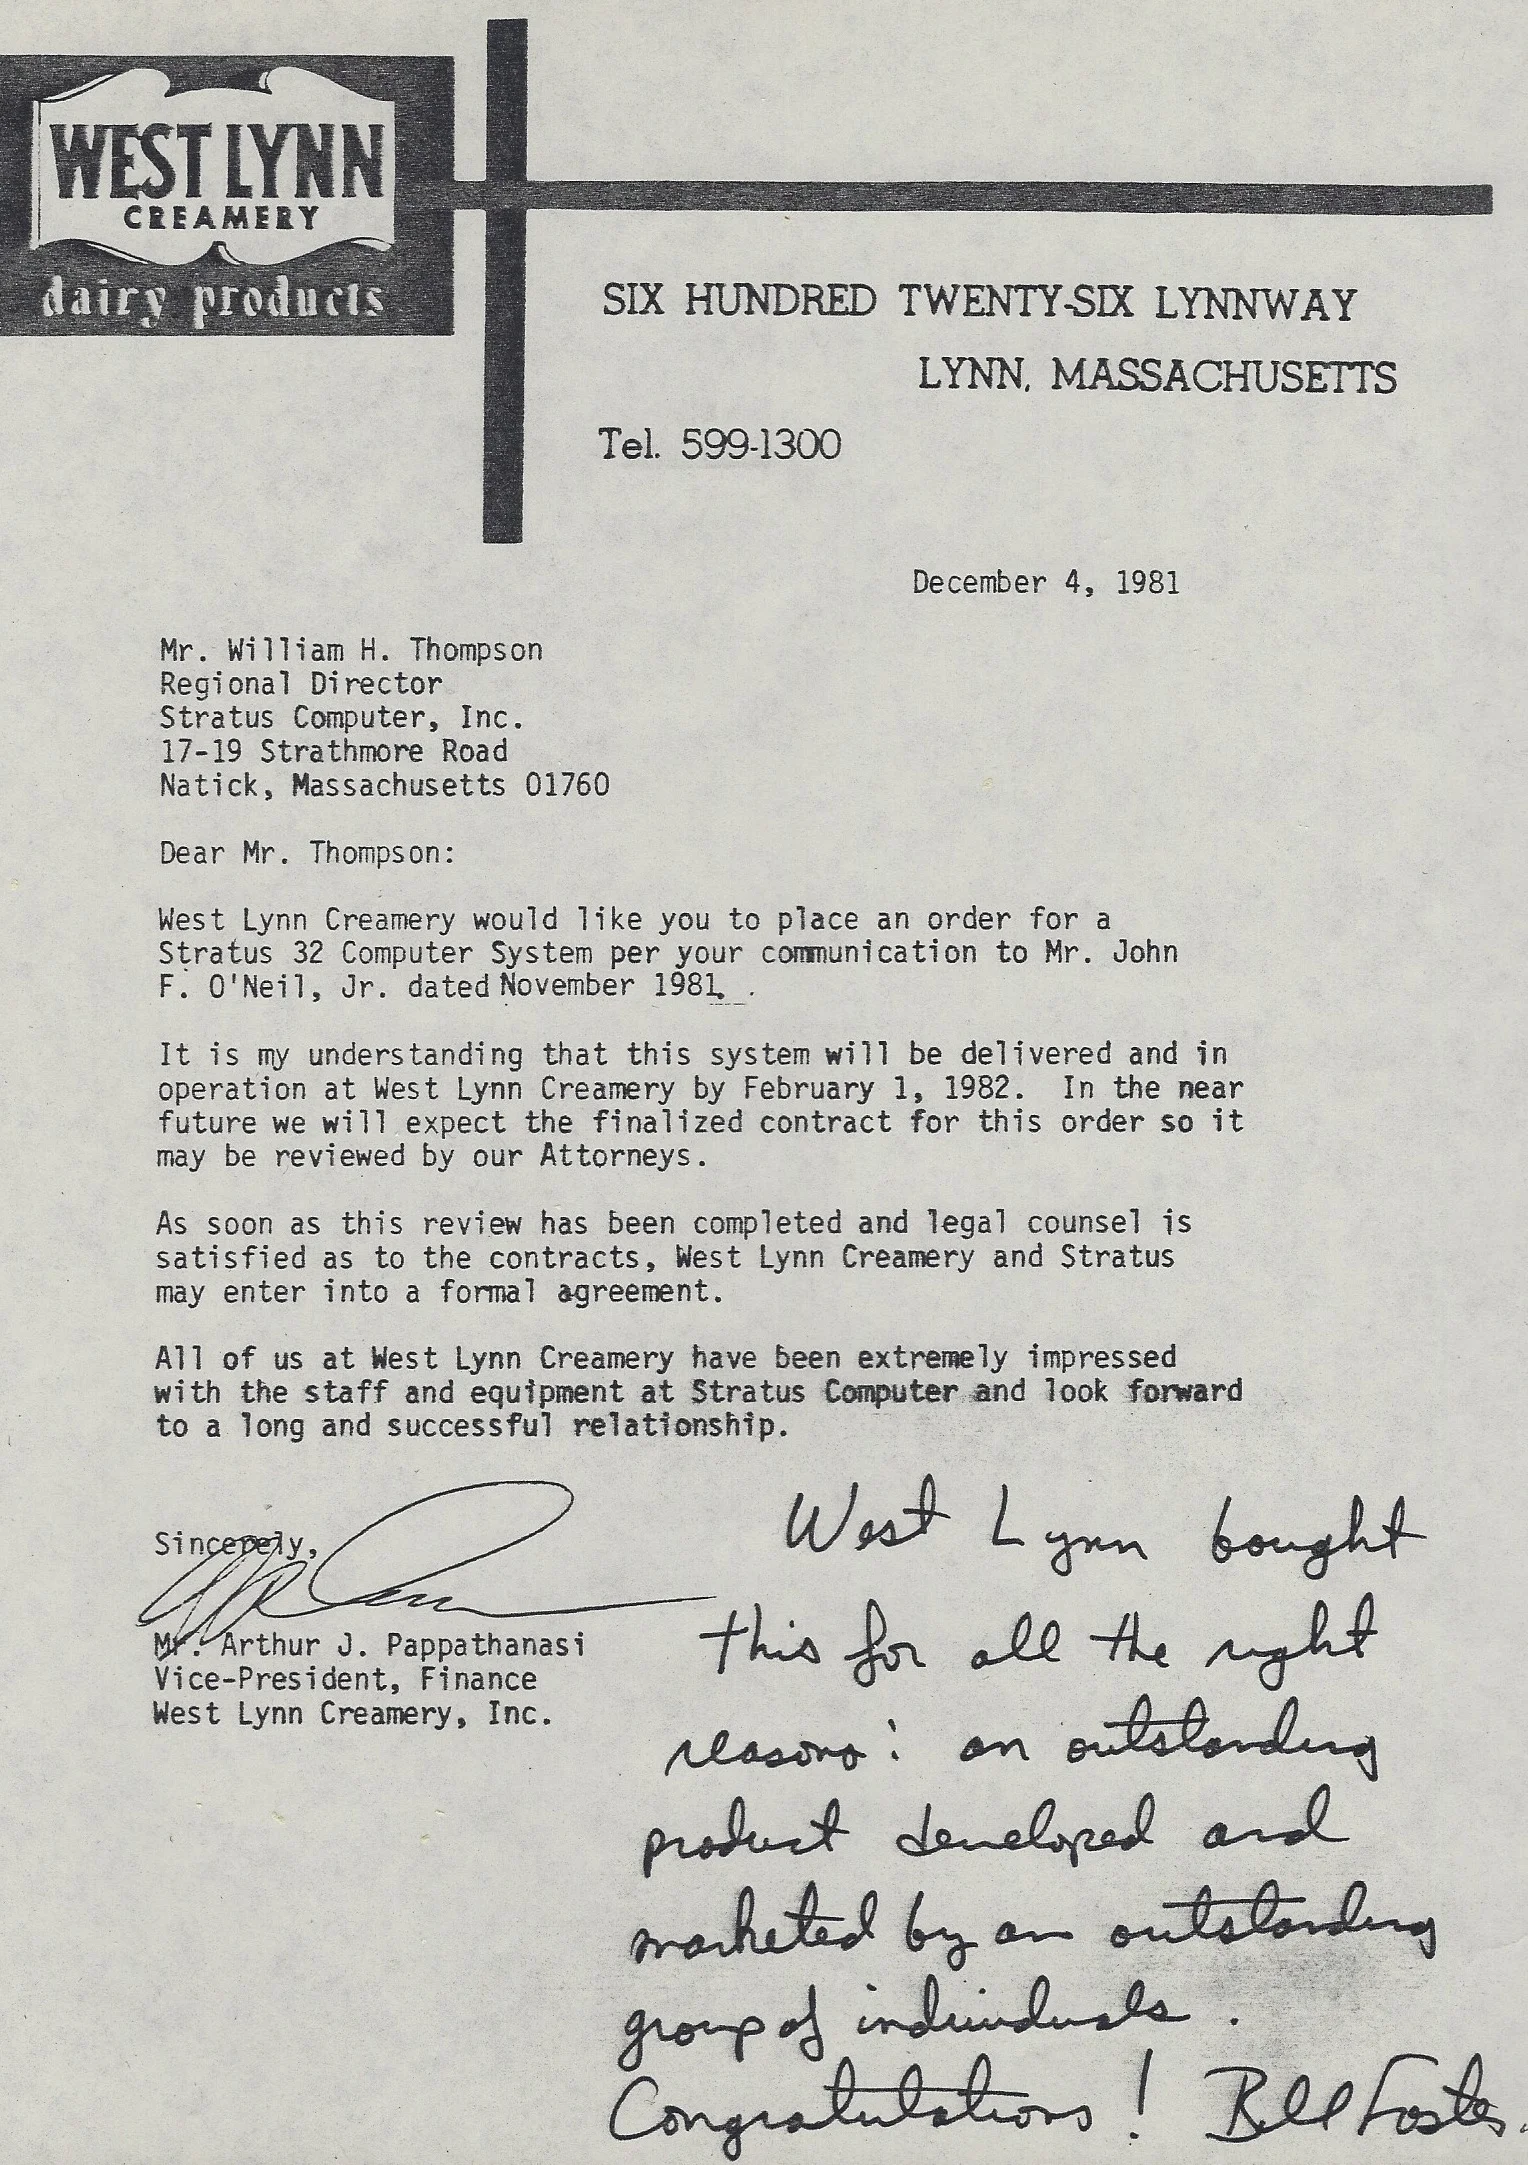 WEST LYNN
CREAMERY
dairy products
SIX HUNDRED TWENTY-SIX LYNNWAY
LYNN, MASSACHUSETTS
Tel. 599-1300
December 4, 1981
Mr. William H. Thompson
Regional Director
Stratus Computer, Inc.
17-19 Strathmore Road
Natick, Massachusetts 01760
Dear Mr. Thompson:
West Lynn Creamery would like you to place an order for a
Stratus 32 Computer System per your communication to Mr. John
F. O'Neil, Jr. dated November 1981.
It is my understanding that this system will be delivered and in
operation at West Lynn Creamery by February 1, 1982. In the near
future we will expect the finalized contract for this order so it
may be reviewed by our Attorneys.
As soon as this review has been completed and legal counsel is
satisfied as to the contracts, West Lynn Creamery and Stratus
may enter into a formal agreement.
All of us at West Lynn Creamery have been extremely impressed
with the staff and equipment at Stratus Computer and look forward
to a long and successful relationship.
Sincerely,
Mr. Arthur J. Pappathanasi
Vice-President, Finance
West Lynn Creamery, Inc.
West Lynn bought
this for all the right
reasons: an outstanding
product developed and
marketed by an outstanding
group of individuals.
Congratulations! Bill Foster